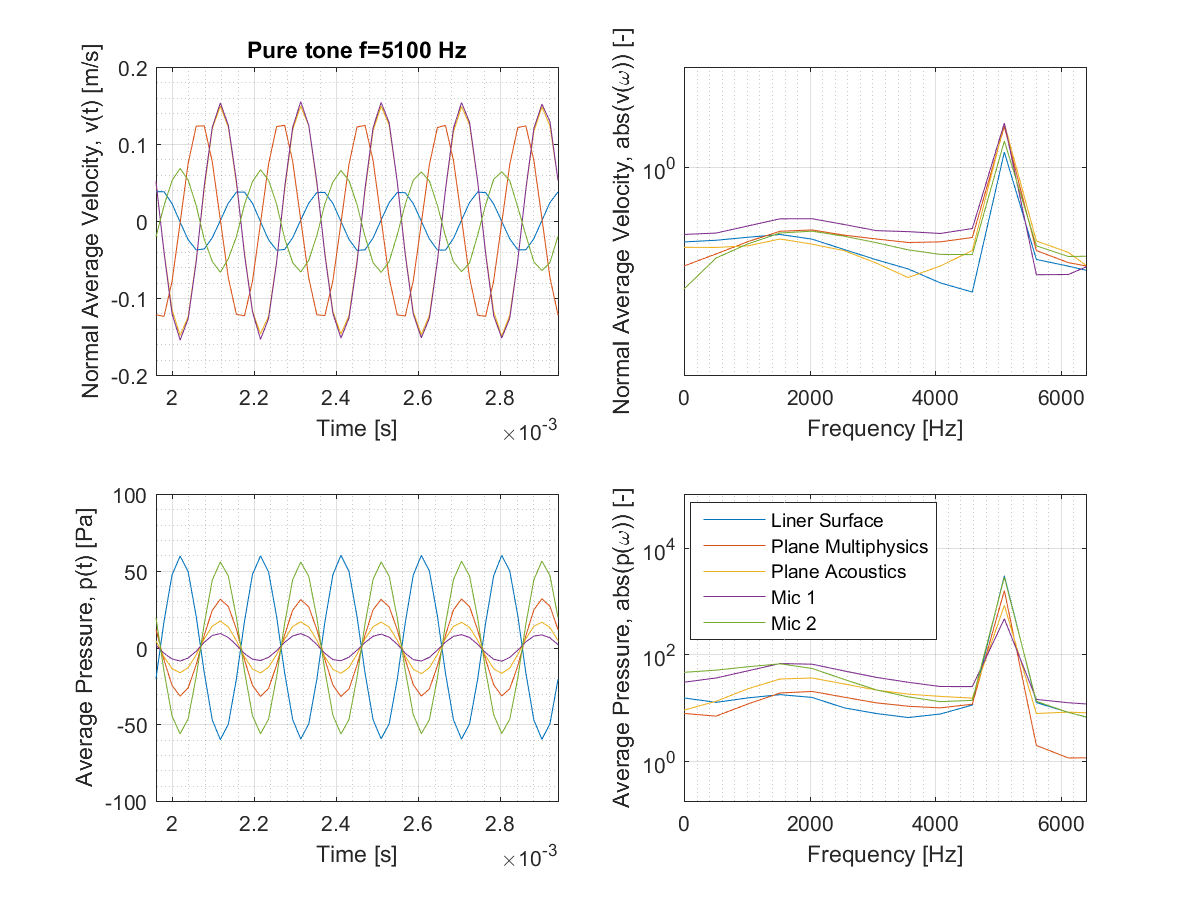 Pure tone f=5100 Hz
Normal Average Velocity, v(t) [m/s]
0.2
0.1
0
-0.1
-0.2
2 2.2 2.4 2.6 2.8
Time [s]
×10-3
Normal Average Velocity, abs(v(ω)) [-]
100
0 2000 4000 6000
Frequency [Hz]
Average Pressure, p(t) [Pa]
100
50
0
-50
-100
2 2.2 2.4 2.6 2.8
Time [s]
×10-3
Average Pressure, abs(p(ω)) [-]
104
102
100
Liner Surface
Plane Multiphysics
Plane Acoustics
Mic 1
Mic 2
0 2000 4000 6000
Frequency [Hz]